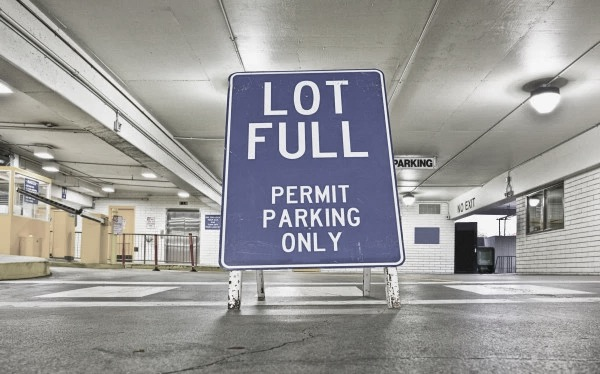 LOT
FULL
PERMIT
PARKING
ONLY
PARKING
NO EXIT